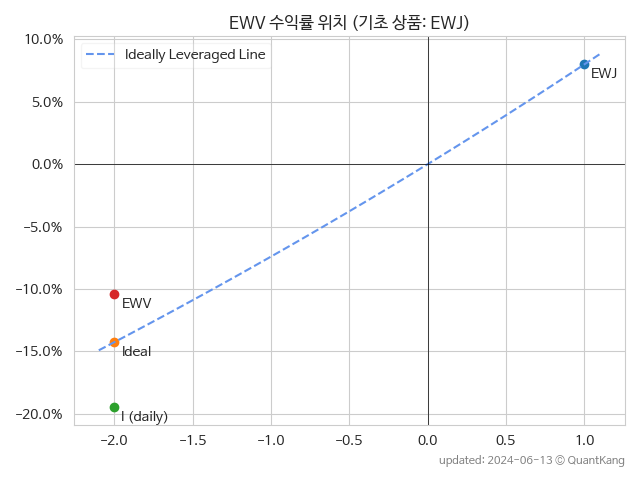 EWV 수익률 위치 (기초 상품: EWJ)
Ideally Leveraged Line
10.0%
5.0%
0.0%
−5.0%
−10.0%
−15.0%
−20.0%
EWJ
EWV
Ideal
I (daily)
−2.0 −1.5 −1.0 −0.5 0.0 0.5 1.0
updated: 2024-06-13 © QuantKang